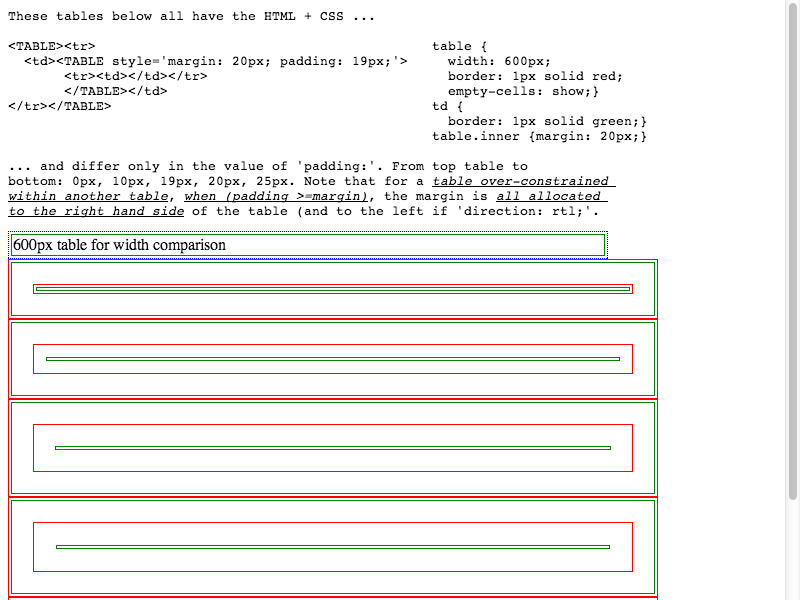 These tables below all have the HTML + CSS ...
<TABLE><tr> table {
<td><TABLE style='margin: 20px; padding: 19px;'> width: 600px;
<tr><td></td></tr> border: 1px solid red;
</TABLE></td> empty-cells: show;}
</tr></TABLE> td {
border: 1px solid green;}
table.inner {margin: 20px;}
... and differ only in the value of 'padding:'. From top table to
bottom: 0px, 10px, 19px, 20px, 25px. Note that for a table over-constrained
within another table, when (padding >=margin), the margin is all allocated
to the right hand side of the table (and to the left if 'direction: rtl;'.
600px table for width comparison